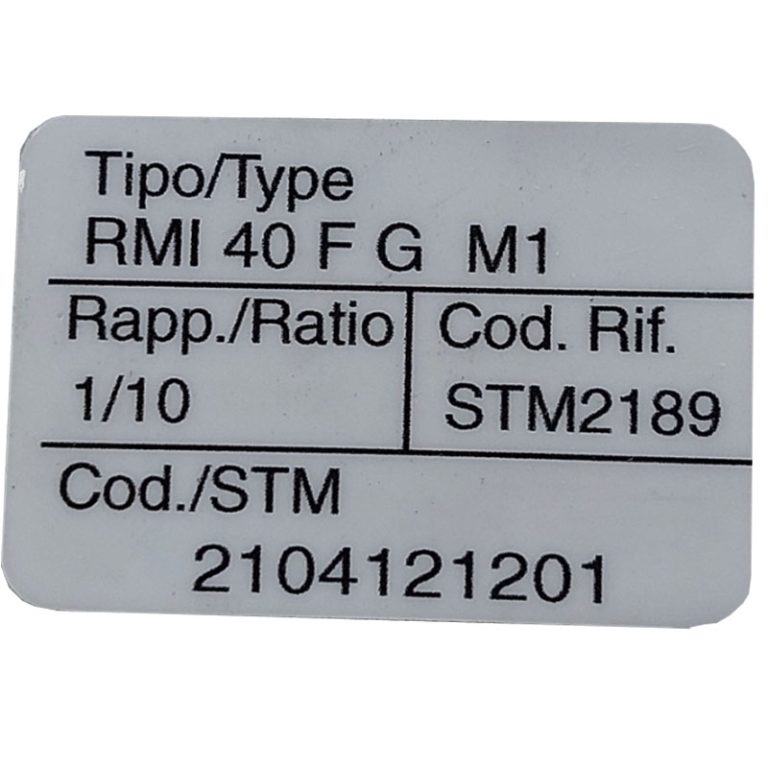 Tipo/Type
RMI 40 F G M1
Rapp./Ratio
Cod. Rif.
1/10
STM2189
Cod./STM
2104121201